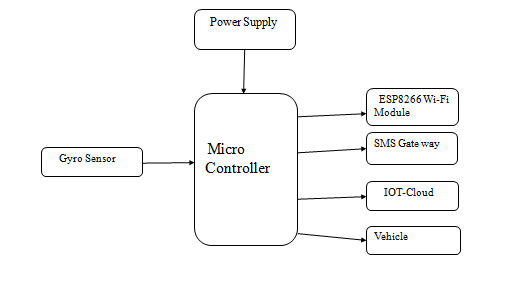 Power Supply
ESP8266 Wi-Fi
Module
SMS Gate way
Micro
Controller
Gyro Sensor
IOT-Cloud
Vehicle